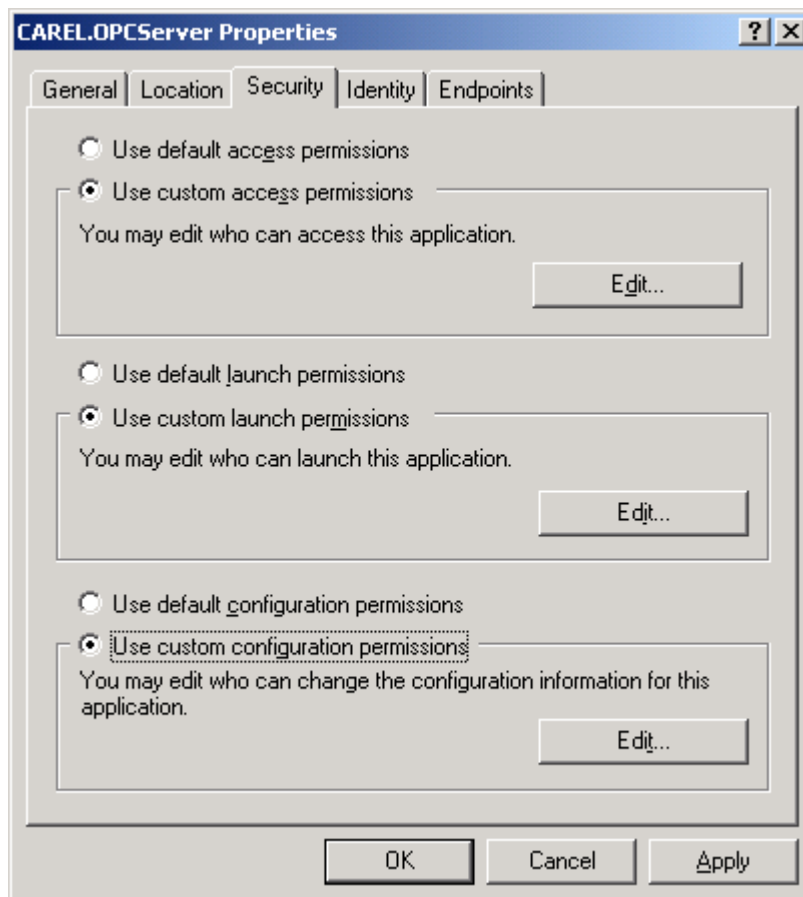 CAREL.OPCServer Properties
General Location Security Identity Endpoints
Use default access permissions
Use custom access permissions
You may edit who can access this application.
Edit...
Use default launch permissions
Use custom launch permissions
You may edit who can launch this application.
Edit...
Use default configuration permissions
Use custom configuration permissions
You may edit who can change the configuration information for this
application.
Edit...
OK Cancel Apply